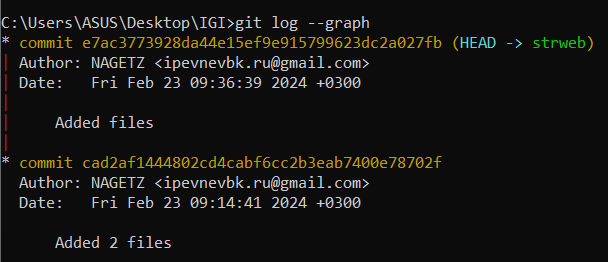 C:\Users\ASUS\Desktop\IGI>git log --graph
* commit e7ac3773928da44e15ef9e915799623dc2a027fb (HEAD -> strweb)
| Author: NAGETZ <ipevnevbk.ru@gmail.com>
| Date:   Fri Feb 23 09:36:39 2024 +0300
|
|     Added files
|
* commit cad2af1444802cd4cabf6cc2b3eab7400e78702f
  Author: NAGETZ <ipevnevbk.ru@gmail.com>
  Date:   Fri Feb 23 09:14:41 2024 +0300

      Added 2 files